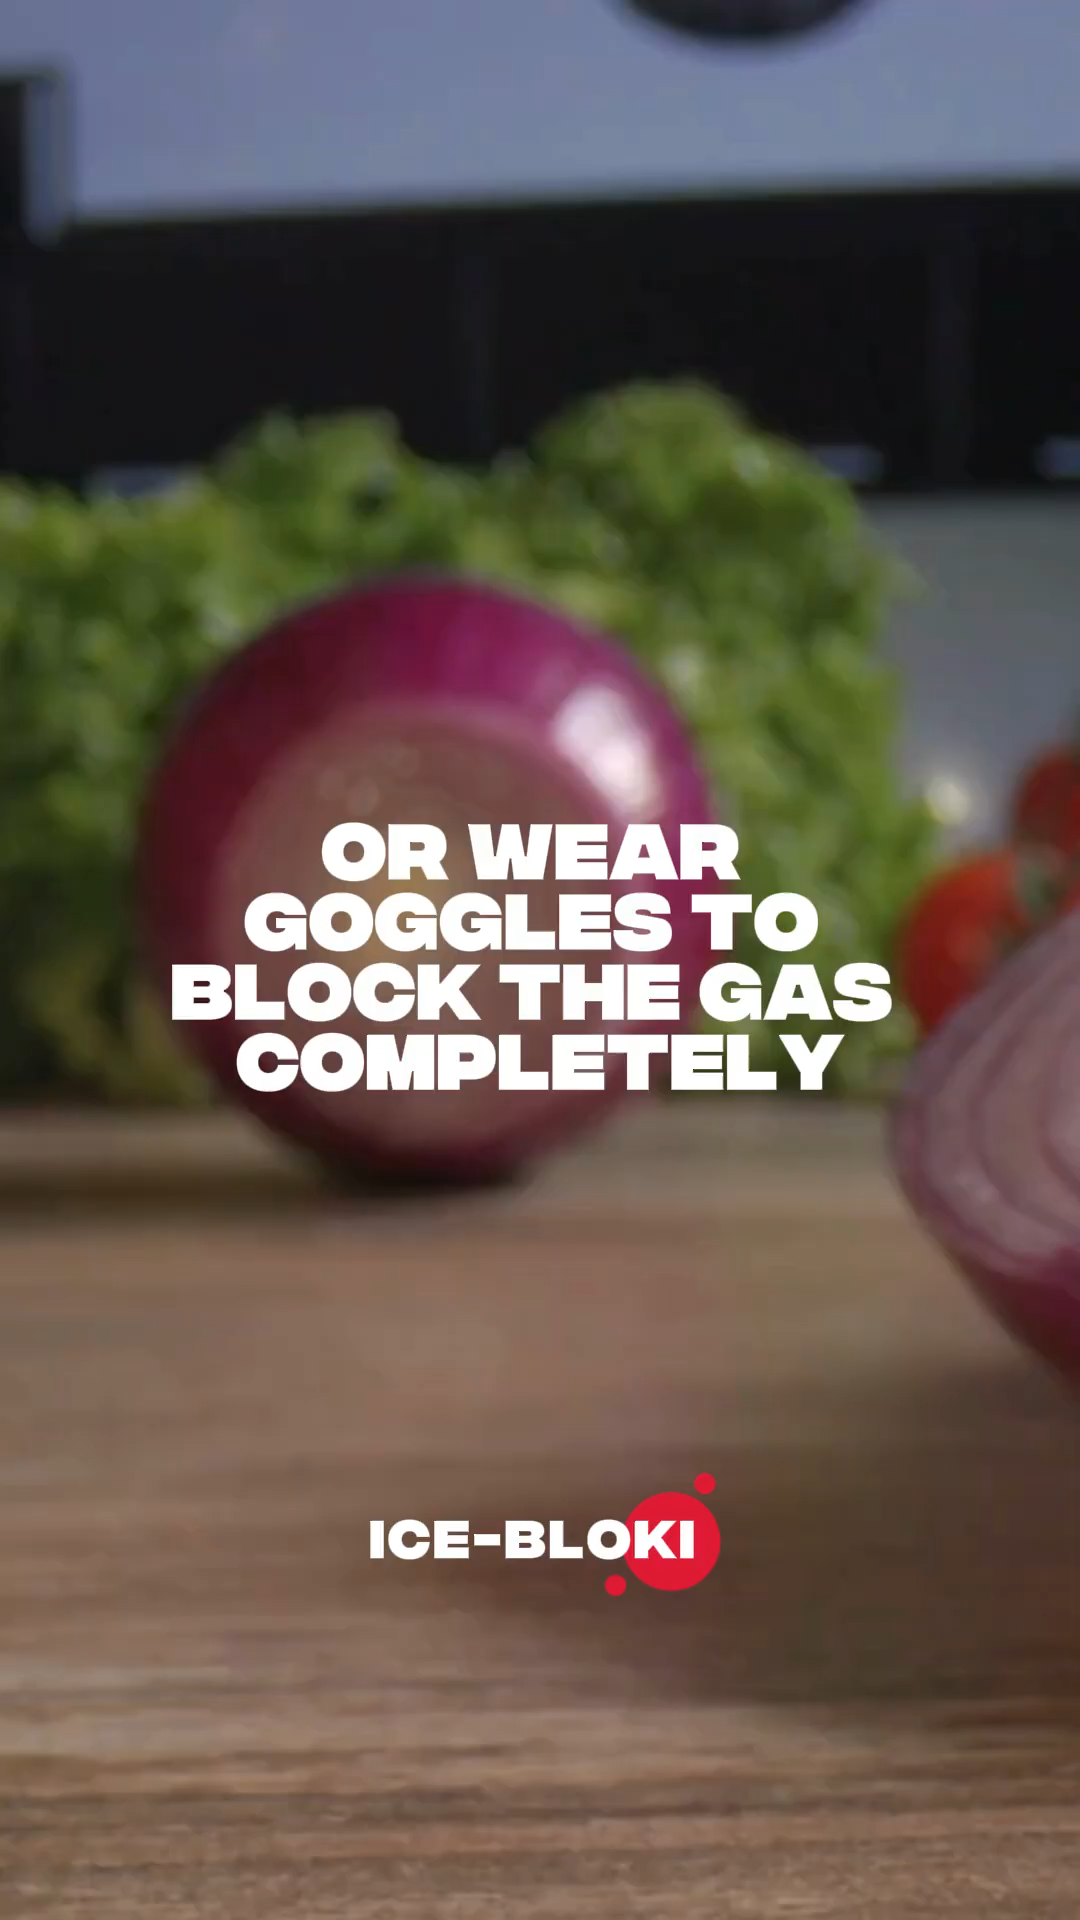 OR WEAR
GOGGLES TO
BLOCK THE GAS
COMPLETELY
ICE-BLOKI